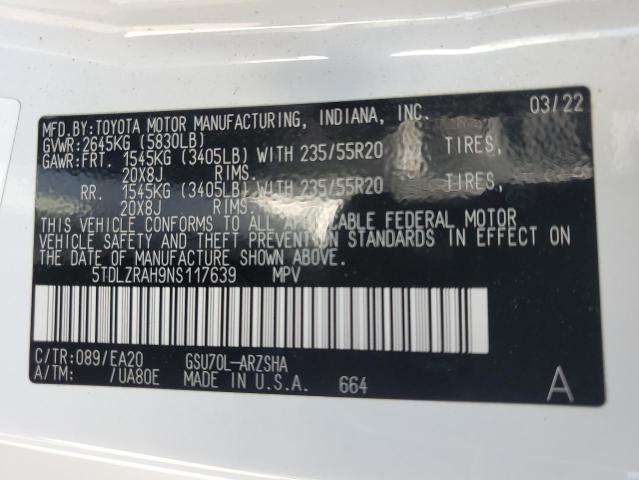 MFD.BY:TOYOTA MOTOR MANUFACTURING, INDIANA, INC. 03/22
GVWR:2645KG (5830LB)
GAWR:FRT. 1545KG (3405LB) WITH 235/55R20 TIRES,
20X8J RIMS.
RR. 1545KG (3405LB) WITH 235/55R20 TIRES,
20X8J RIMS.
THIS VEHICLE CONFORMS TO ALL APPLICABLE FEDERAL MOTOR
VEHICLE SAFETY AND THEFT PREVENTION STANDARDS IN EFFECT ON
THE DATE OF MANUFACTURE SHOWN ABOVE.
5TDLZRAH9NS117639 MPV
C/TR:089/EA20 GSU70L-ARZSHA
A/TM: /UA80E MADE IN U.S.A. 664 A